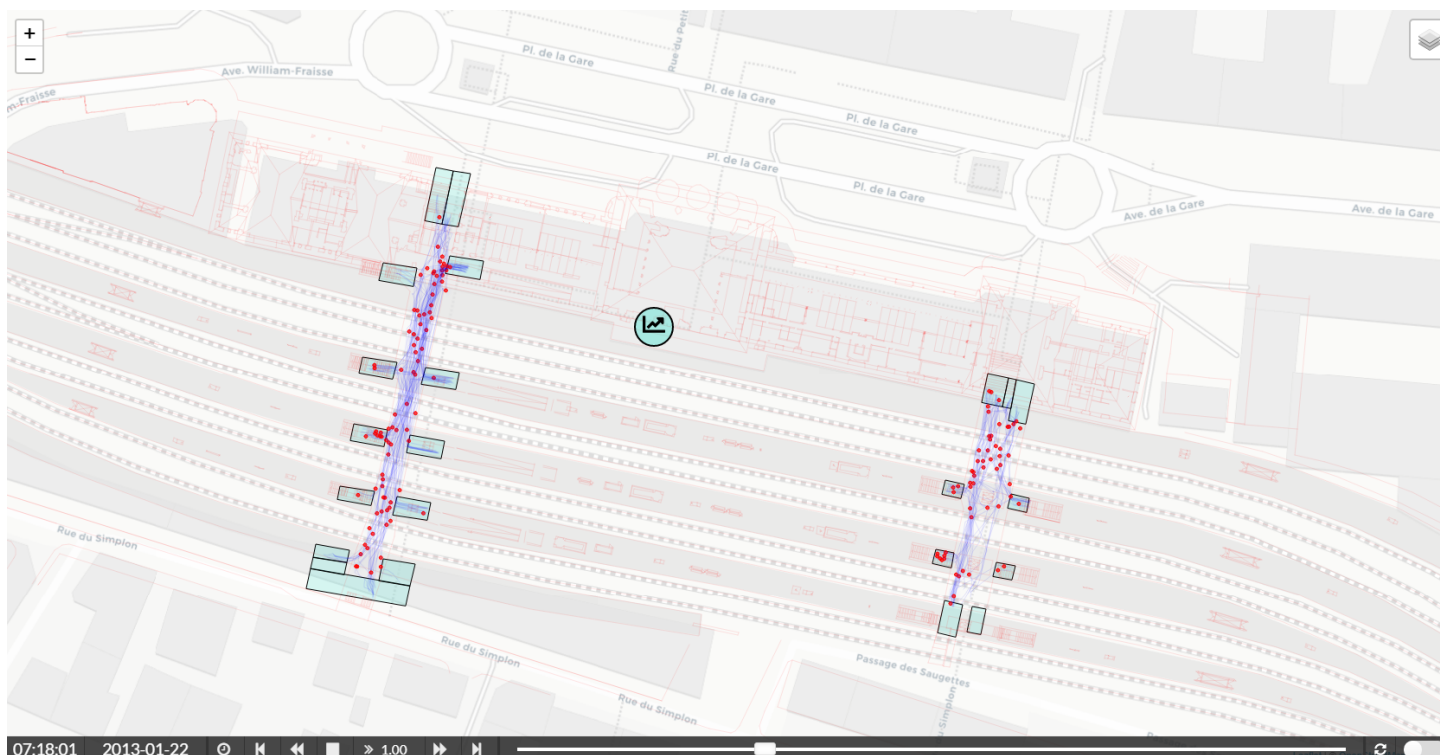 +
−
Ave. William-Fraisse
m-Fraisse
Pl. de la Gare
Rue du Petit
Pl. de la Gare
Pl. de la Gare
Pl. de la Gare
Pl. de la Gare
Ave. de la Gare
Ave. de la Gare
Rue du Simplon
Rue du Simplon
Rue du Simplon
Passage des Saugettes
u-Simplon
07:18:01 2013-01-22 1.00